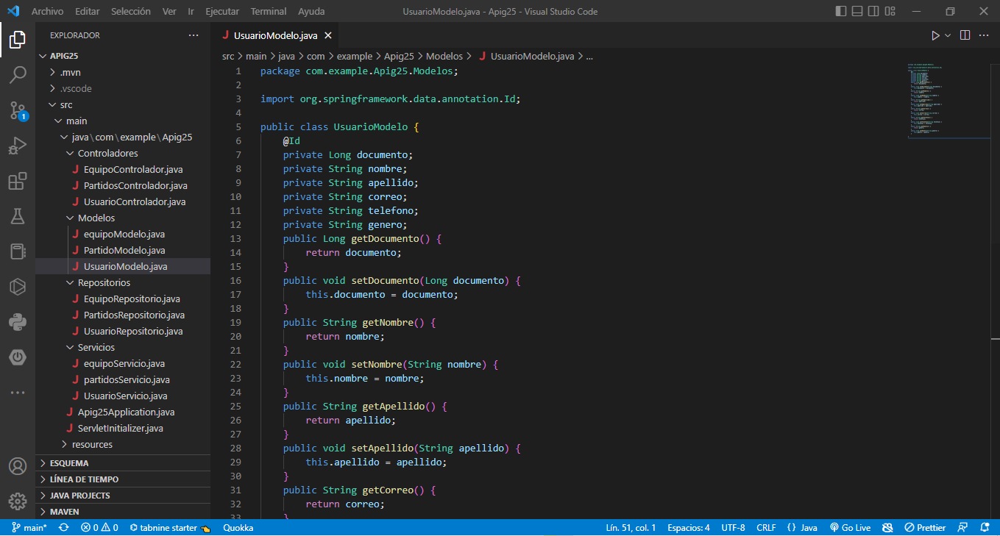 Archivo Editar Selección Ver Ir Ejecutar Terminal Ayuda UsuarioModelo.java - Apig25 - Visual Studio Code
EXPLORADOR
APIG25
.mvn
.vscode
src
main
java\com\example\Apig25
Controladores
J EquipoControlador.java
J PartidosControlador.java
J UsuarioControlador.java
Modelos
J equipoModelo.java
J PartidoModelo.java
J UsuarioModelo.java
Repositorios
J EquipoRepositorio.java
J PartidosRepositorio.java
J UsuarioRepositorio.java
Servicios
J equipoServicio.java
J partidosServicio.java
J UsuarioServicio.java
J Apig25Application.java
J ServletInitializer.java
resources
ESQUEMA
LÍNEA DE TIEMPO
JAVA PROJECTS
MAVEN
1
J UsuarioModelo.java
src > main > java > com > example > Apig25 > Modelos > J UsuarioModelo.java > ...
1 package com.example.Apig25.Modelos;
2
3 import org.springframework.data.annotation.Id;
4
5 public class UsuarioModelo {
6 @Id
7 private Long documento;
8 private String nombre;
9 private String apellido;
10 private String correo;
11 private String telefono;
12 private String genero;
13 public Long getDocumento() {
14 return documento;
15 }
16 public void setDocumento(Long documento) {
17 this.documento = documento;
18 }
19 public String getNombre() {
20 return nombre;
21 }
22 public void setNombre(String nombre) {
23 this.nombre = nombre;
24 }
25 public String getApellido() {
26 return apellido;
27 }
28 public void setApellido(String apellido) {
29 this.apellido = apellido;
30 }
31 public String getCorreo() {
32 return correo;
33 }
main* 0 0 tabnine starter Quokka Lín. 51, col. 1 Espacios: 4 UTF-8 CRLF {} Java Go Live Prettier